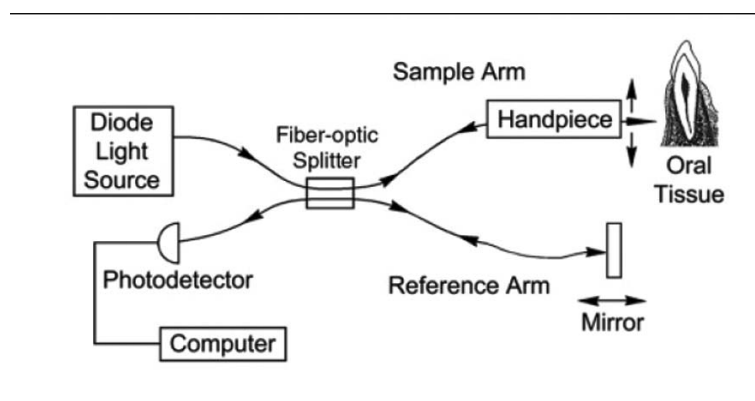 Sample Arm
Diode
Light
Source
Fiber-optic
Splitter
Handpiece
Oral
Tissue
Photodetector
Reference Arm
Mirror
Computer